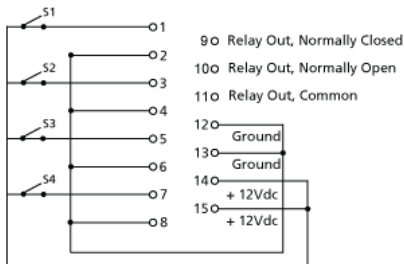 S1
1
2
S2
3
4
S3
5
6
S4
7
8
9 Relay Out, Normally Closed
10 Relay Out, Normally Open
11 Relay Out, Common
12
Ground
13
Ground
14
+ 12Vdc
15
+ 12Vdc